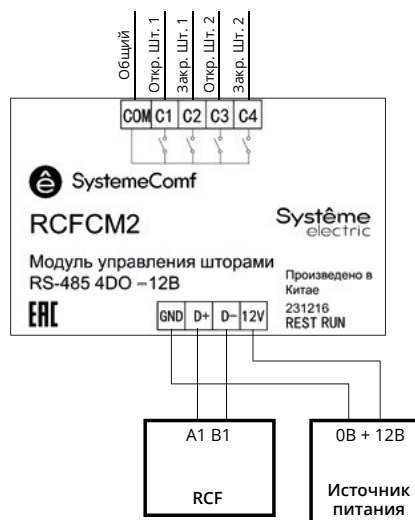 Общий
Откр. Шт. 1
Закр. Шт. 1
Откр. Шт. 2
Закр. Шт. 2
COM C1 C2 C3 C4
ê SystemeComf
RCFCM2
Systême
electric
Модуль управления шторами
RS-485 4DO –12В
Произведено в
Китае
231216
REST RUN
EAC
GND D+ D– 12V
A1 B1
RCF
0В + 12В
Источник
питания